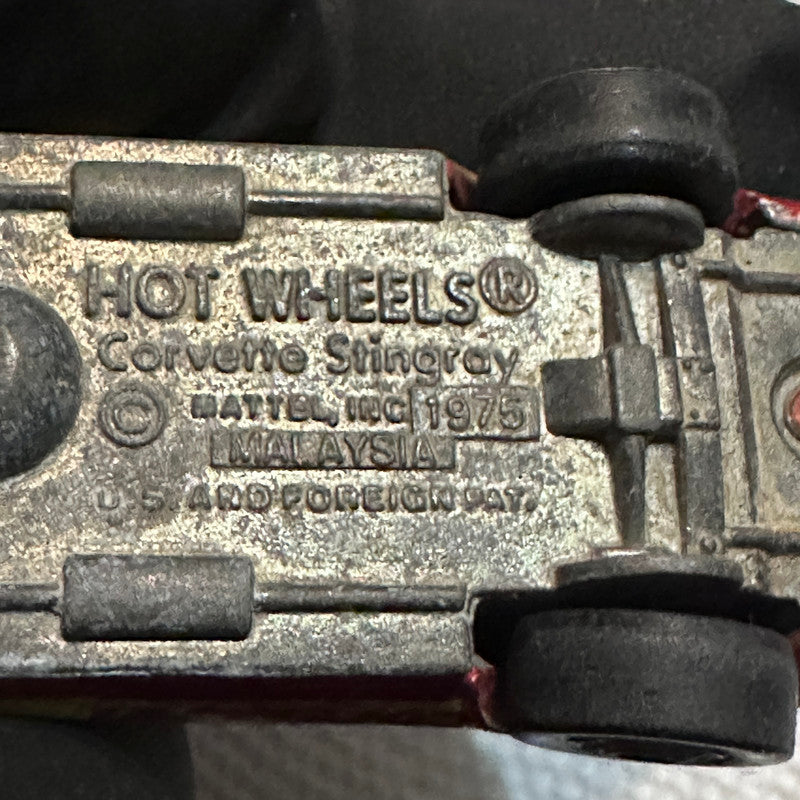 HOT WHEELS®
Corvette Stingray
© MATTEL, INC 1975
MALAYSIA
U.S. AND FOREIGN PAT.